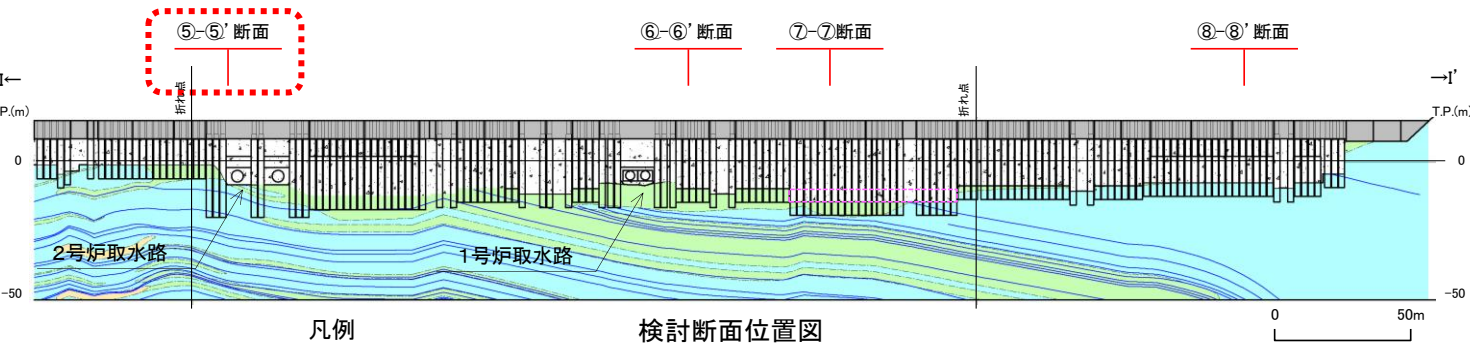 ⑤-⑤’断面
⑥-⑥’断面
⑦-⑦断面
⑧-⑧’断面
I←
→I’
P.(m)
折れ点
折れ点
T.P.(m)
0
0
2号炉取水路
1号炉取水路
-50
-50
凡例
検討断面位置図
0
50m